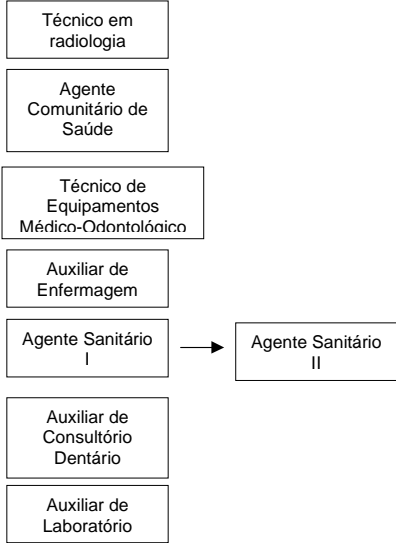 Técnico em
radiologia
Agente
Comunitário de
Saúde
Técnico de
Equipamentos
Médico-Odontológico
Auxiliar de
Enfermagem
Agente Sanitário
I
Agente Sanitário
II
Auxiliar de
Consultório
Dentário
Auxiliar de
Laboratório